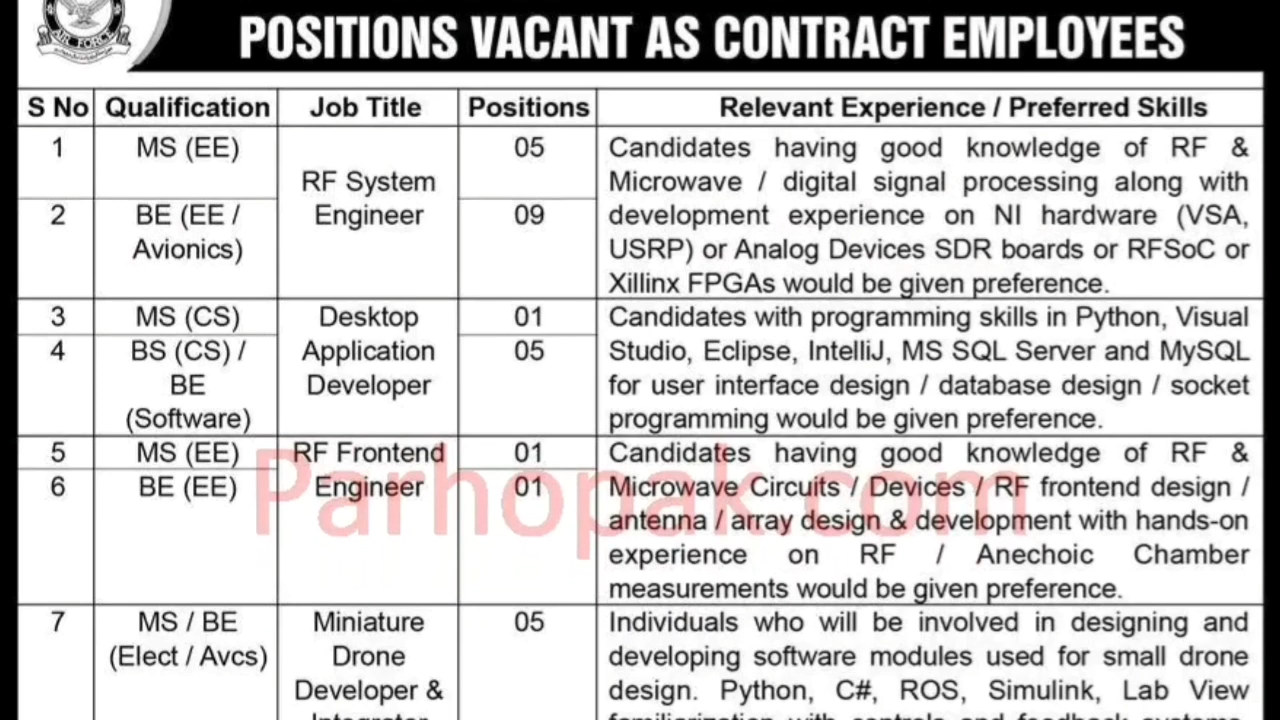 AIR FORCE
POSITIONS VACANT AS CONTRACT EMPLOYEES
S No Qualification Job Title Positions Relevant Experience / Preferred Skills
1 MS (EE) RF System Engineer 05 Candidates having good knowledge of RF &
Microwave / digital signal processing along with
2 BE (EE / Avionics) 09 development experience on NI hardware (VSA,
USRP) or Analog Devices SDR boards or RFSoC or
Xillinx FPGAs would be given preference.
3 MS (CS) Desktop 01 Candidates with programming skills in Python, Visual
4 BS (CS) / Application 05 Studio, Eclipse, IntelliJ, MS SQL Server and MySQL
BE Developer for user interface design / database design / socket
(Software) programming would be given preference.
5 MS (EE) RF Frontend 01 Candidates having good knowledge of RF &
6 BE (EE) Engineer 01 Microwave Circuits / Devices / RF frontend design /
antenna / array design & development with hands-on
experience on RF / Anechoic Chamber
measurements would be given preference.
Parhopak.com
7 MS / BE Miniature 05 Individuals who will be involved in designing and
(Elect / Avcs) Drone developing software modules used for small drone
Developer & design. Python, C#, ROS, Simulink, Lab View